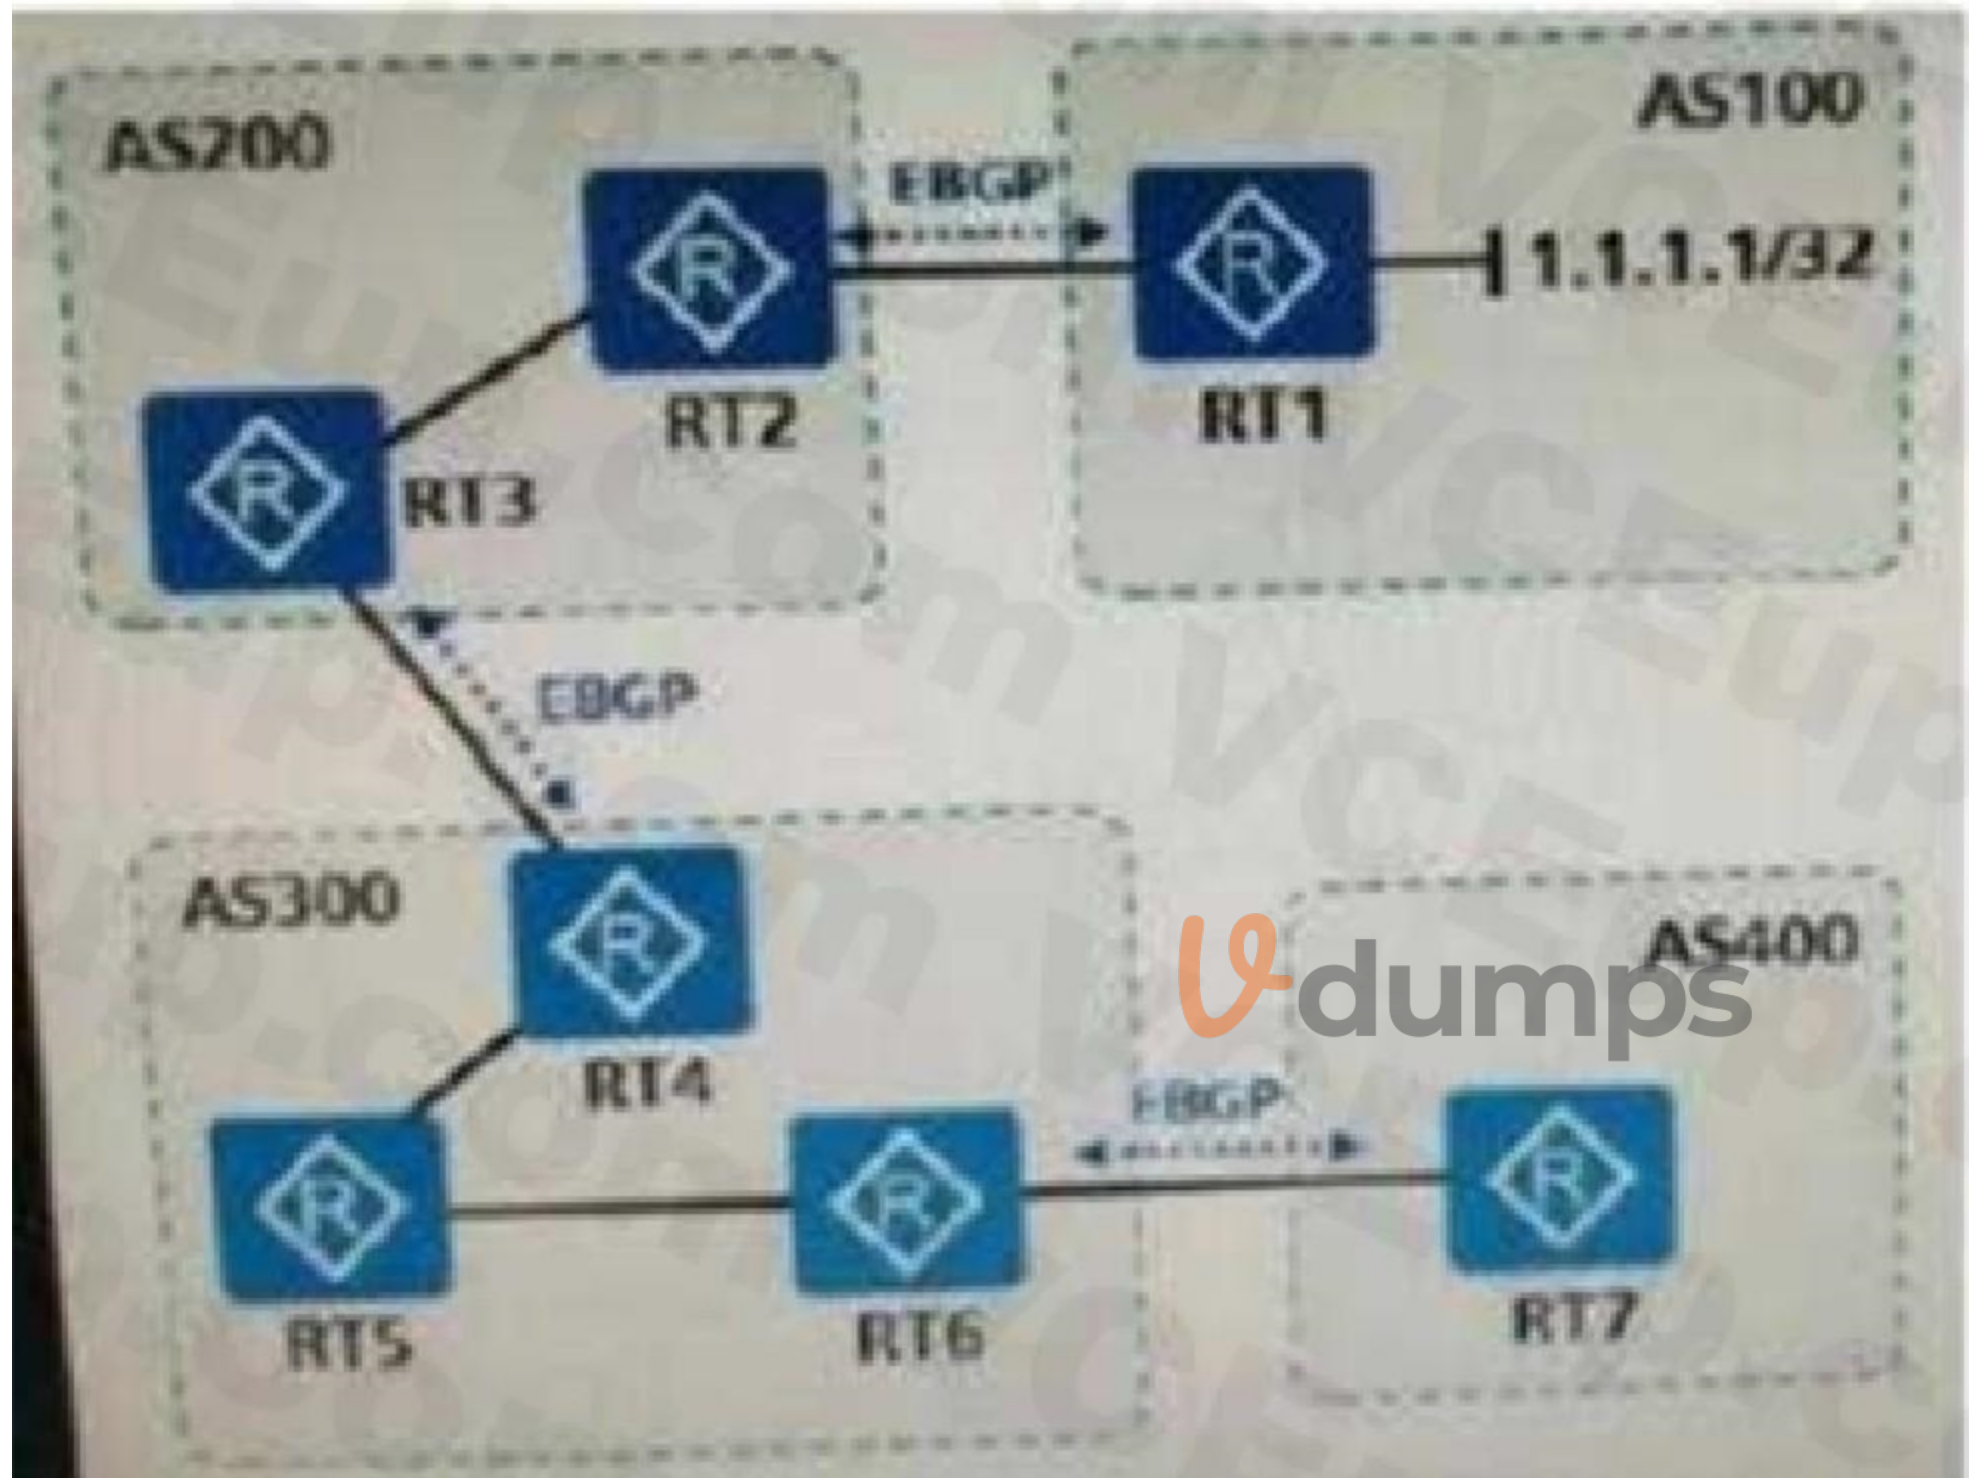 AS200
AS100
EBGP
1.1.1.1/32
RT2
RT1
RT3
EBGP
AS300
AS400
Vdumps
RT4
EBGP
RT5
RT6
RT7